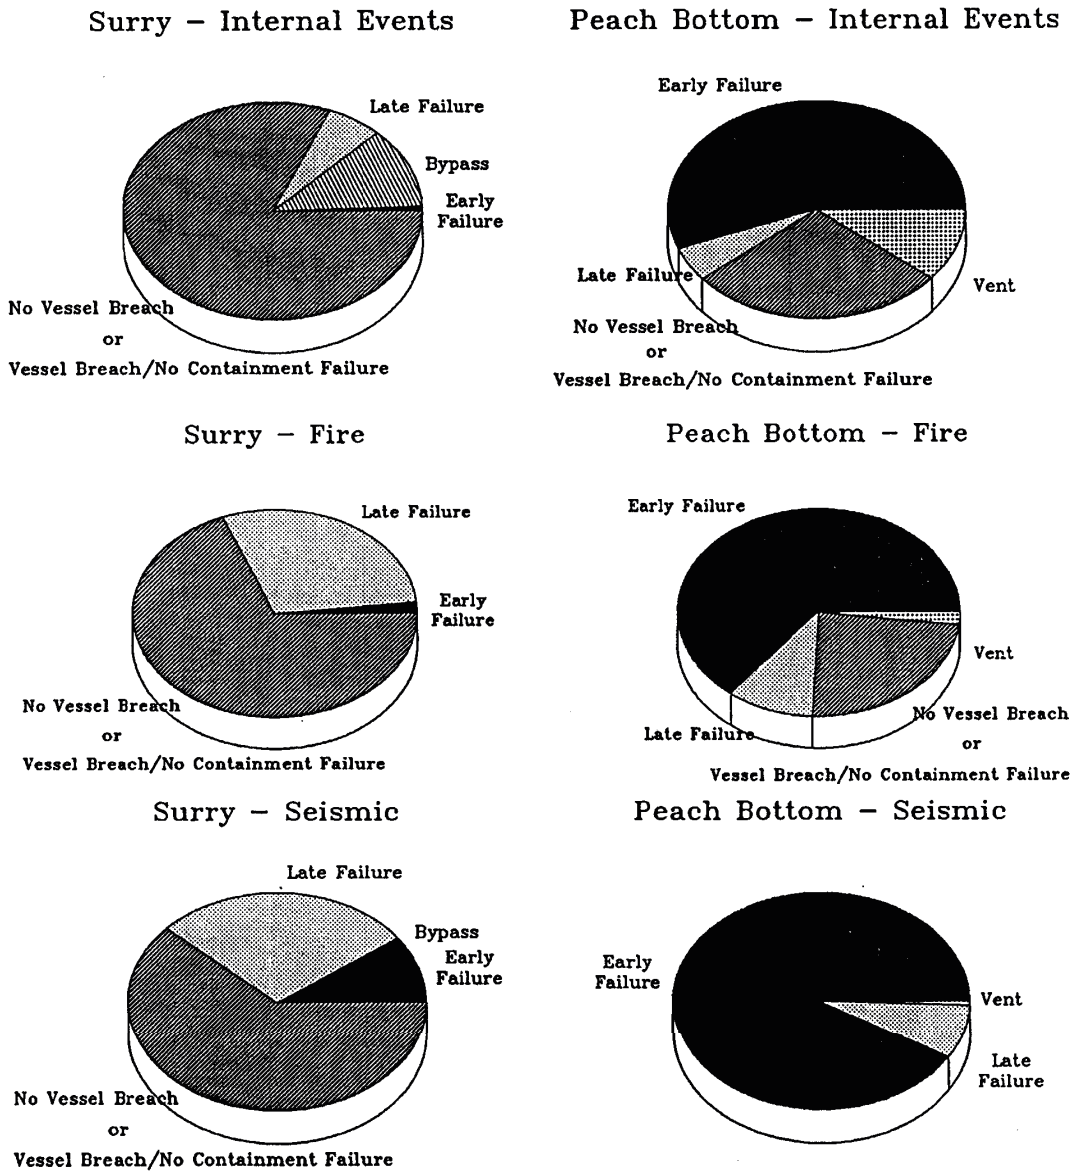 Surry – Internal Events
Late Failure
Bypass
Early
Failure
No Vessel Breach
or
Vessel Breach/No Containment Failure
Peach Bottom – Internal Events
Early Failure
Late Failure
Vent
No Vessel Breach
or
Vessel Breach/No Containment Failure
Surry – Fire
Late Failure
Early
Failure
No Vessel Breach
or
Vessel Breach/No Containment Failure
Peach Bottom – Fire
Early Failure
Vent
Late Failure
No Vessel Breach
or
Vessel Breach/No Containment Failure
Surry – Seismic
Late Failure
Bypass
Early
Failure
No Vessel Breach
or
Vessel Breach/No Containment Failure
Peach Bottom – Seismic
Early
Failure
Vent
Late
Failure